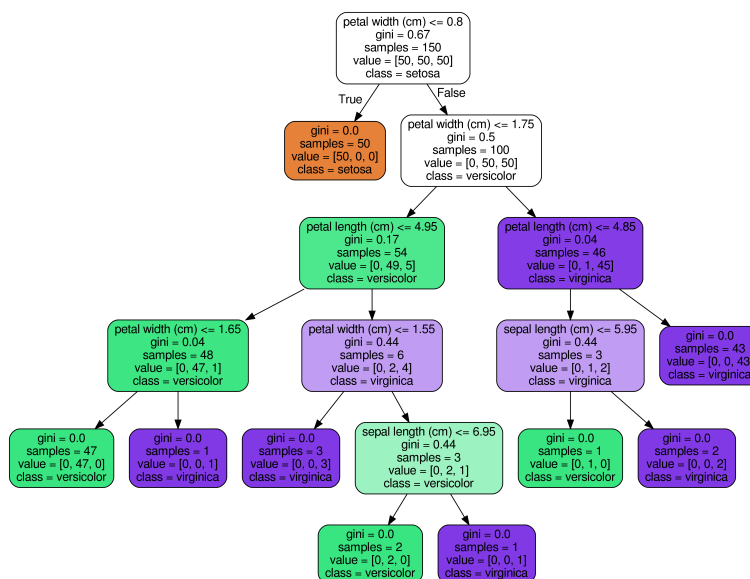 petal width (cm) <= 0.8
gini = 0.67
samples = 150
value = [50, 50, 50]
class = setosa
True
False
gini = 0.0
samples = 50
value = [50, 0, 0]
class = setosa
petal width (cm) <= 1.75
gini = 0.5
samples = 100
value = [0, 50, 50]
class = versicolor
petal length (cm) <= 4.95
gini = 0.17
samples = 54
value = [0, 49, 5]
class = versicolor
petal length (cm) <= 4.85
gini = 0.04
samples = 46
value = [0, 1, 45]
class = virginica
petal width (cm) <= 1.65
gini = 0.04
samples = 48
value = [0, 47, 1]
class = versicolor
petal width (cm) <= 1.55
gini = 0.44
samples = 6
value = [0, 2, 4]
class = virginica
sepal length (cm) <= 5.95
gini = 0.44
samples = 3
value = [0, 1, 2]
class = virginica
gini = 0.0
samples = 43
value = [0, 0, 43
class = virginica
gini = 0.0
samples = 47
value = [0, 47, 0]
class = versicolor
gini = 0.0
samples = 1
value = [0, 0, 1]
class = virginica
gini = 0.0
samples = 3
value = [0, 0, 3]
class = virginica
sepal length (cm) <= 6.95
gini = 0.44
samples = 3
value = [0, 2, 1]
class = versicolor
gini = 0.0
samples = 1
value = [0, 1, 0]
class = versicolor
gini = 0.0
samples = 2
value = [0, 0, 2]
class = virginica
gini = 0.0
samples = 2
value = [0, 2, 0]
class = versicolor
gini = 0.0
samples = 1
value = [0, 0, 1]
class = virginica